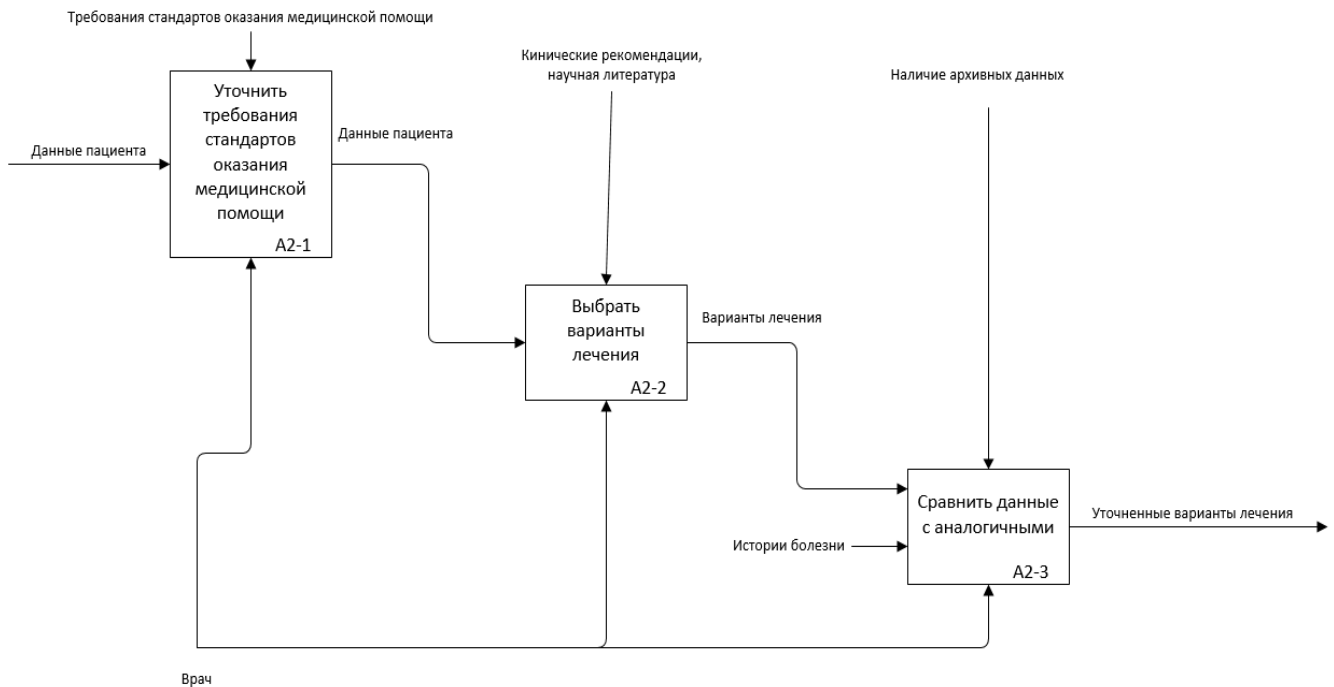 Требования стандартов оказания медицинской помощи
Кинические рекомендации,
научная литература
Наличие архивных данных
Уточнить
требования
стандартов
оказания
медицинской
помощи
A2-1
Данные пациента
Данные пациента
Выбрать
варианты
лечения
A2-2
Варианты лечения
Сравнить данные
с аналогичными
A2-3
Истории болезни
Уточненные варианты лечения
Врач